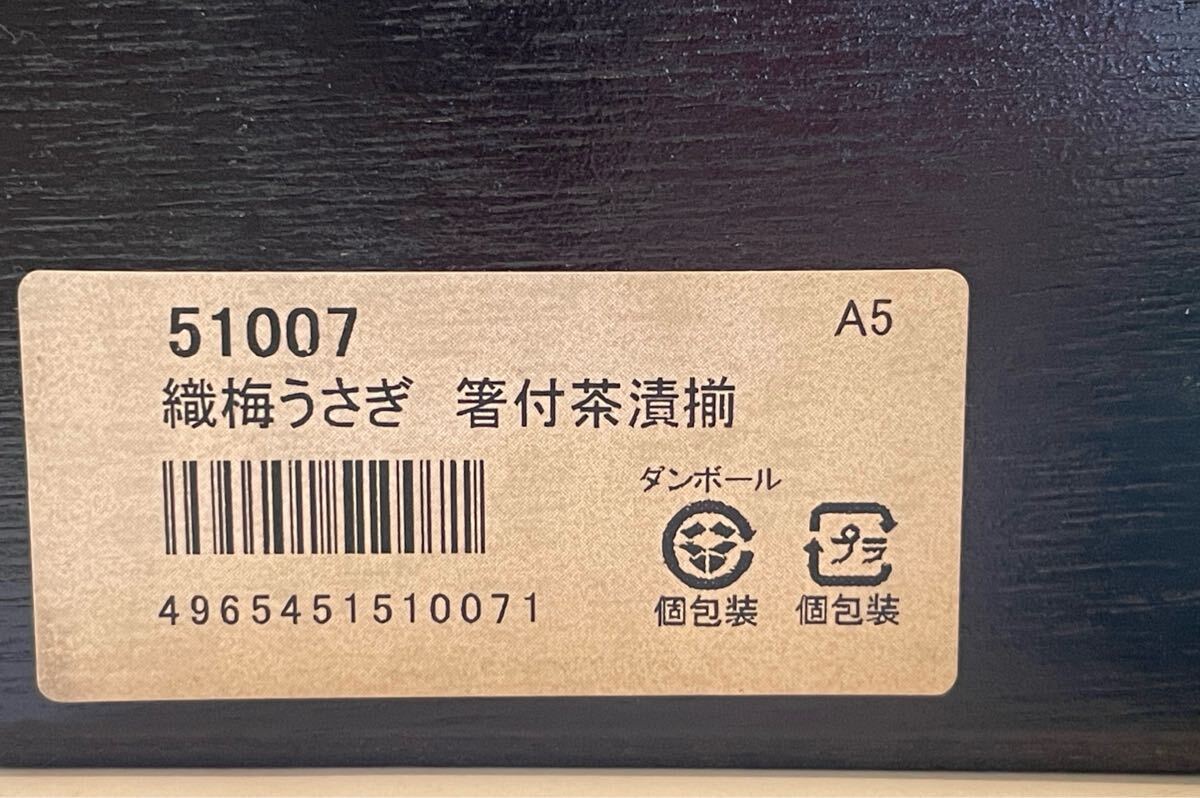 51007
A5
織梅うさぎ 箸付茶漬揃
ダンボール
プラ
4965451510071
個包装 個包装